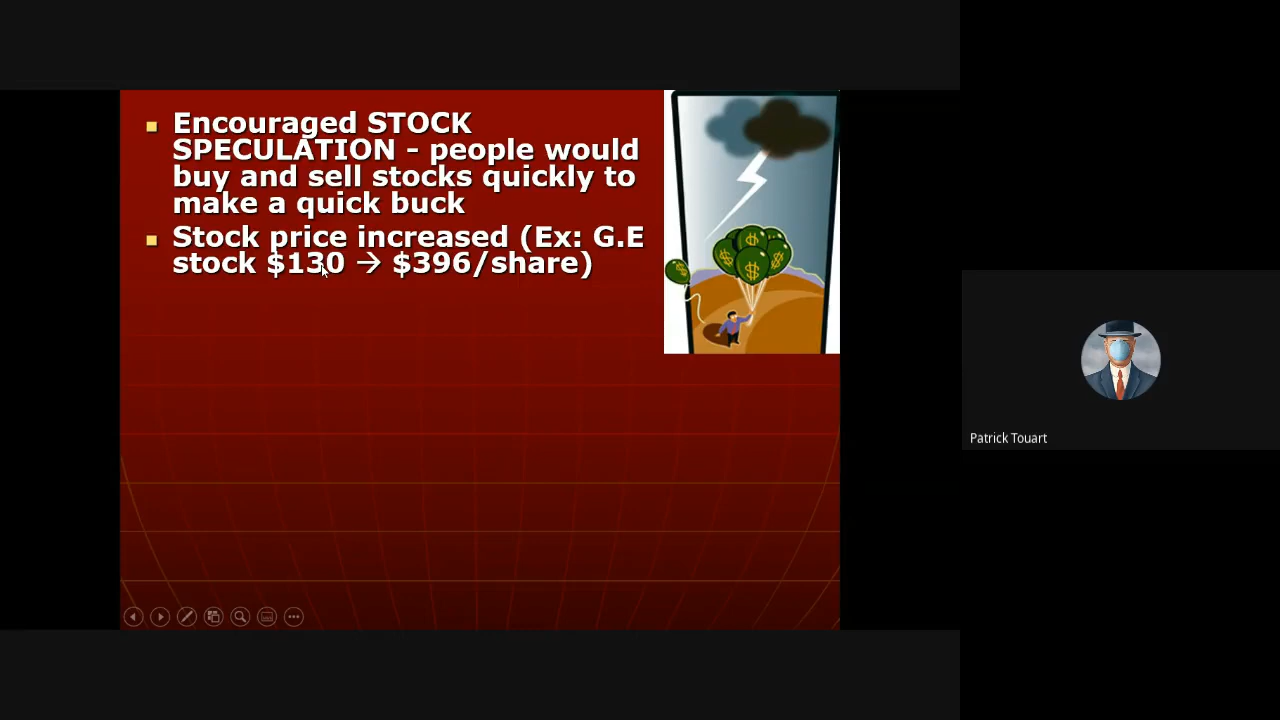 Encouraged STOCK
SPECULATION - people would
buy and sell stocks quickly to
make a quick buck
Stock price increased (Ex: G.E
stock $130 → $396/share)
$
$
$
$
$
$
Patrick Touart